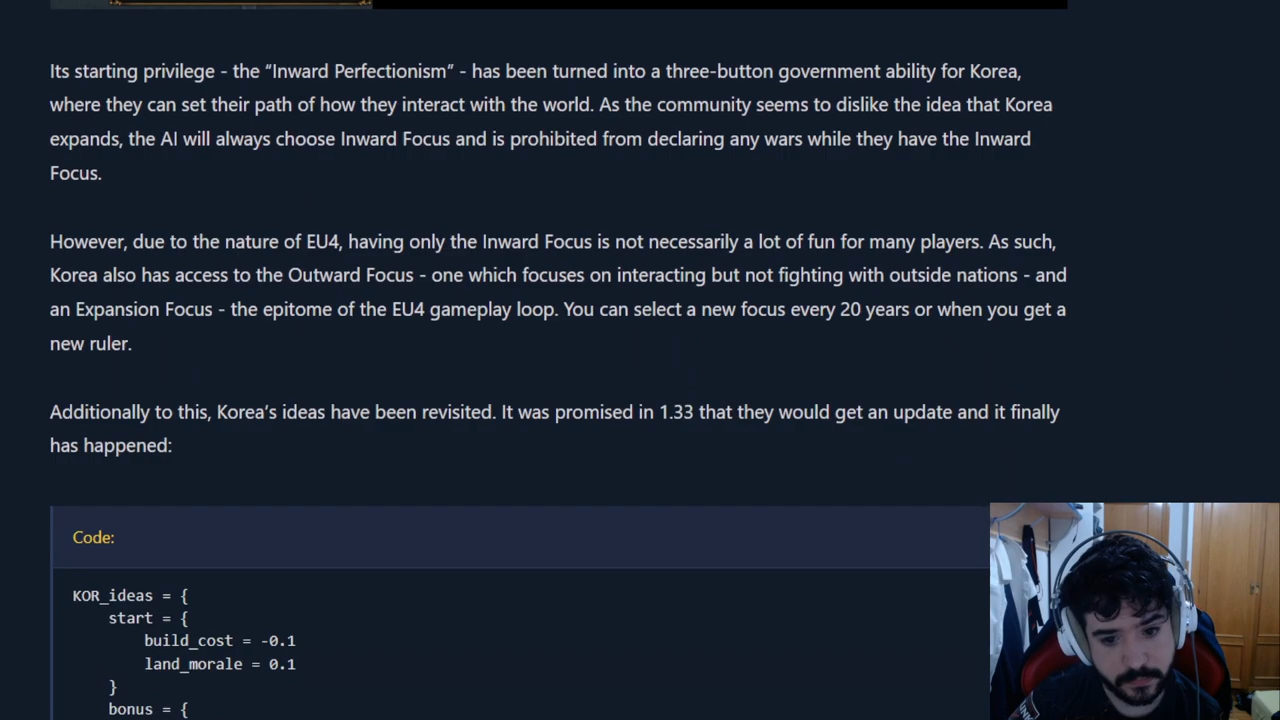 Its starting privilege - the “Inward Perfectionism” - has been turned into a three-button government ability for Korea,
where they can set their path of how they interact with the world. As the community seems to dislike the idea that Korea
expands, the AI will always choose Inward Focus and is prohibited from declaring any wars while they have the Inward
Focus.
However, due to the nature of EU4, having only the Inward Focus is not necessarily a lot of fun for many players. As such,
Korea also has access to the Outward Focus - one which focuses on interacting but not fighting with outside nations - and
an Expansion Focus - the epitome of the EU4 gameplay loop. You can select a new focus every 20 years or when you get a
new ruler.
Additionally to this, Korea’s ideas have been revisited. It was promised in 1.33 that they would get an update and it finally
has happened:
Code:
KOR_ideas = {
start = {
build_cost = -0.1
land_morale = 0.1
}
bonus = {